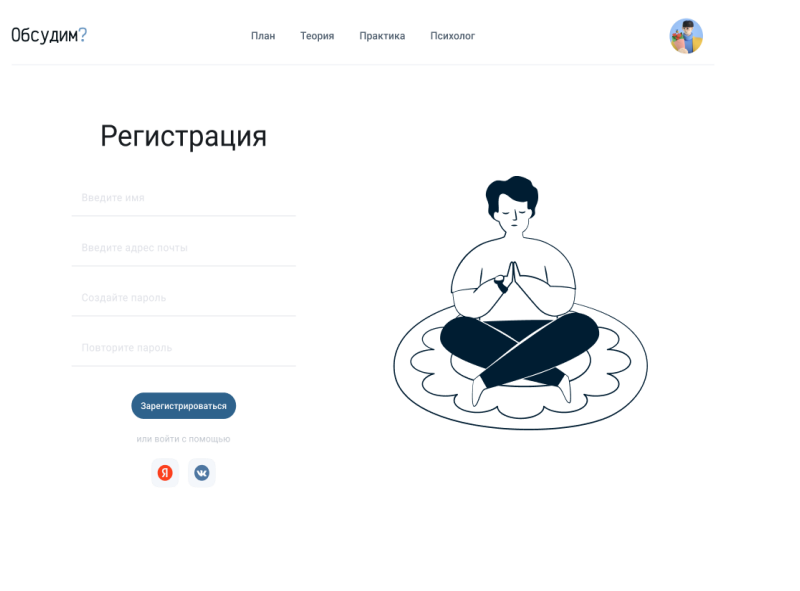 Обсудим?
План Теория Практика Психолог
Регистрация
Введите имя
Введите адрес почты
Создайте пароль
Повторите пароль
Зарегистрироваться
или войти с помощью
Я